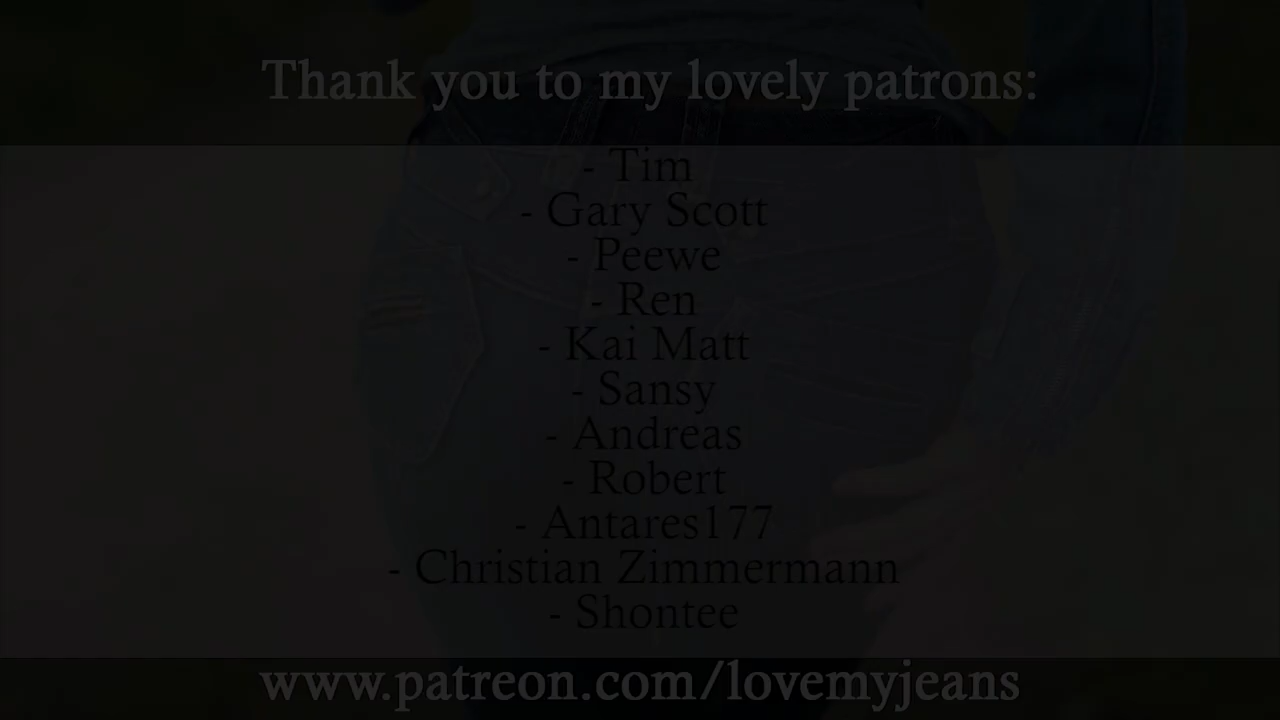 Thank you to my lovely patrons:
- Tim
- Gary Scott
- Peewe
- Ren
- Kai Matt
- Sansy
- Andreas
- Robert
- Antares177
- Christian Zimmermann
- Shontee
www.patreon.com/lovemyjeans